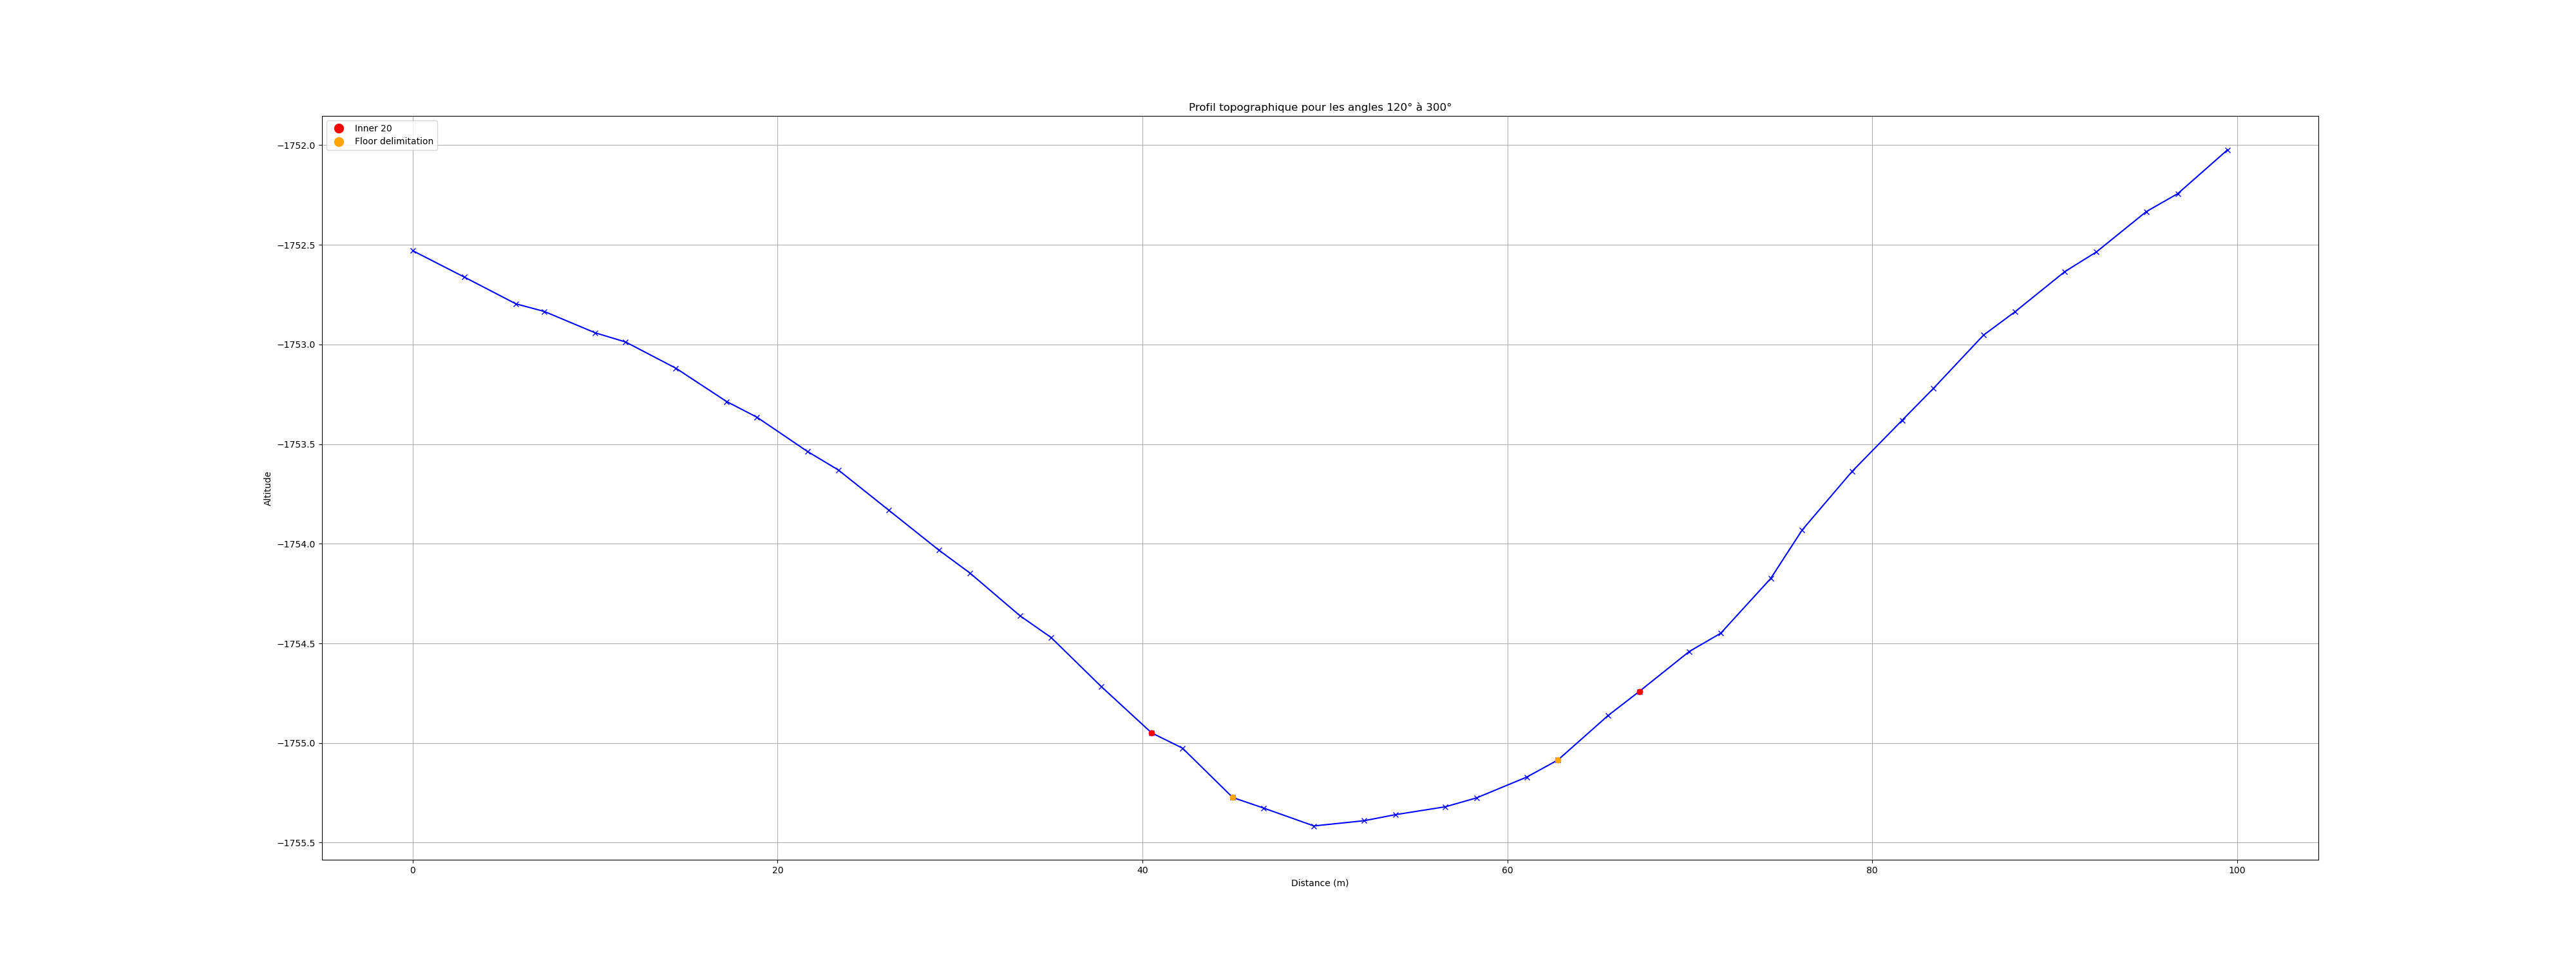 Profil topographique pour les angles 120° à 300°
Inner 20
Floor delimitation
−1752.0
−1752.5
−1753.0
−1753.5
−1754.0
−1754.5
−1755.0
−1755.5
Altitude
0 20 40 60 80 100
Distance (m)